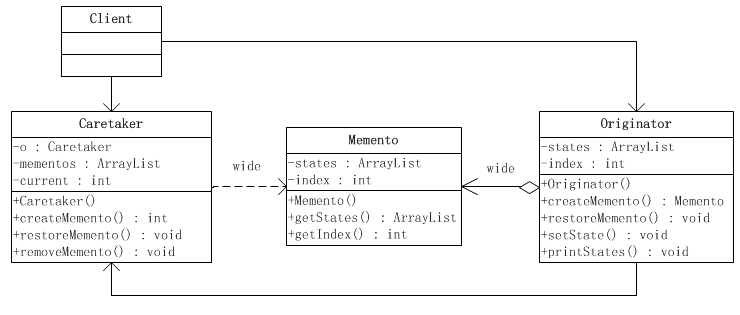 Client
Caretaker
-o : Caretaker
-mementos : ArrayList
-current : int
+Caretaker()
+createMemento() : int
+restoreMemento() : void
+removeMemento() : void
wide
Memento
-states : ArrayList
-index : int
+Memento()
+getStates() : ArrayList
+getIndex() : int
wide
Originator
-states : ArrayList
-index : int
+Originator()
+createMemento() : Memento
+restoreMemento() : void
+setState() : void
+printStates() : void